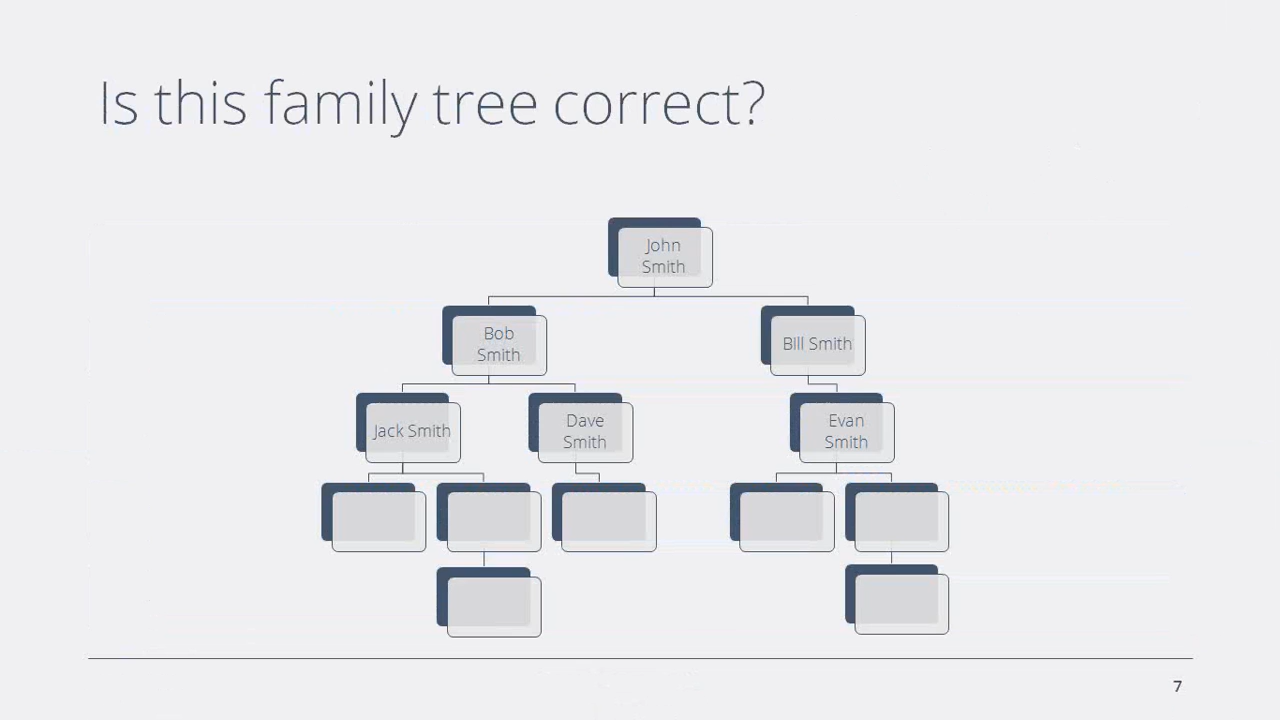 Is this family tree correct?
John
Smith
Bob
Smith
Bill Smith
Jack Smith
Dave
Smith
Evan
Smith
7